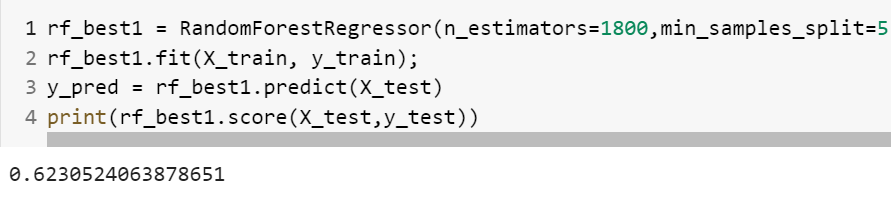 1 rf_best1 = RandomForestRegressor(n_estimators=1800,min_samples_split=5
2 rf_best1.fit(X_train, y_train);
3 y_pred = rf_best1.predict(X_test)
4 print(rf_best1.score(X_test,y_test))
0.6230524063878651